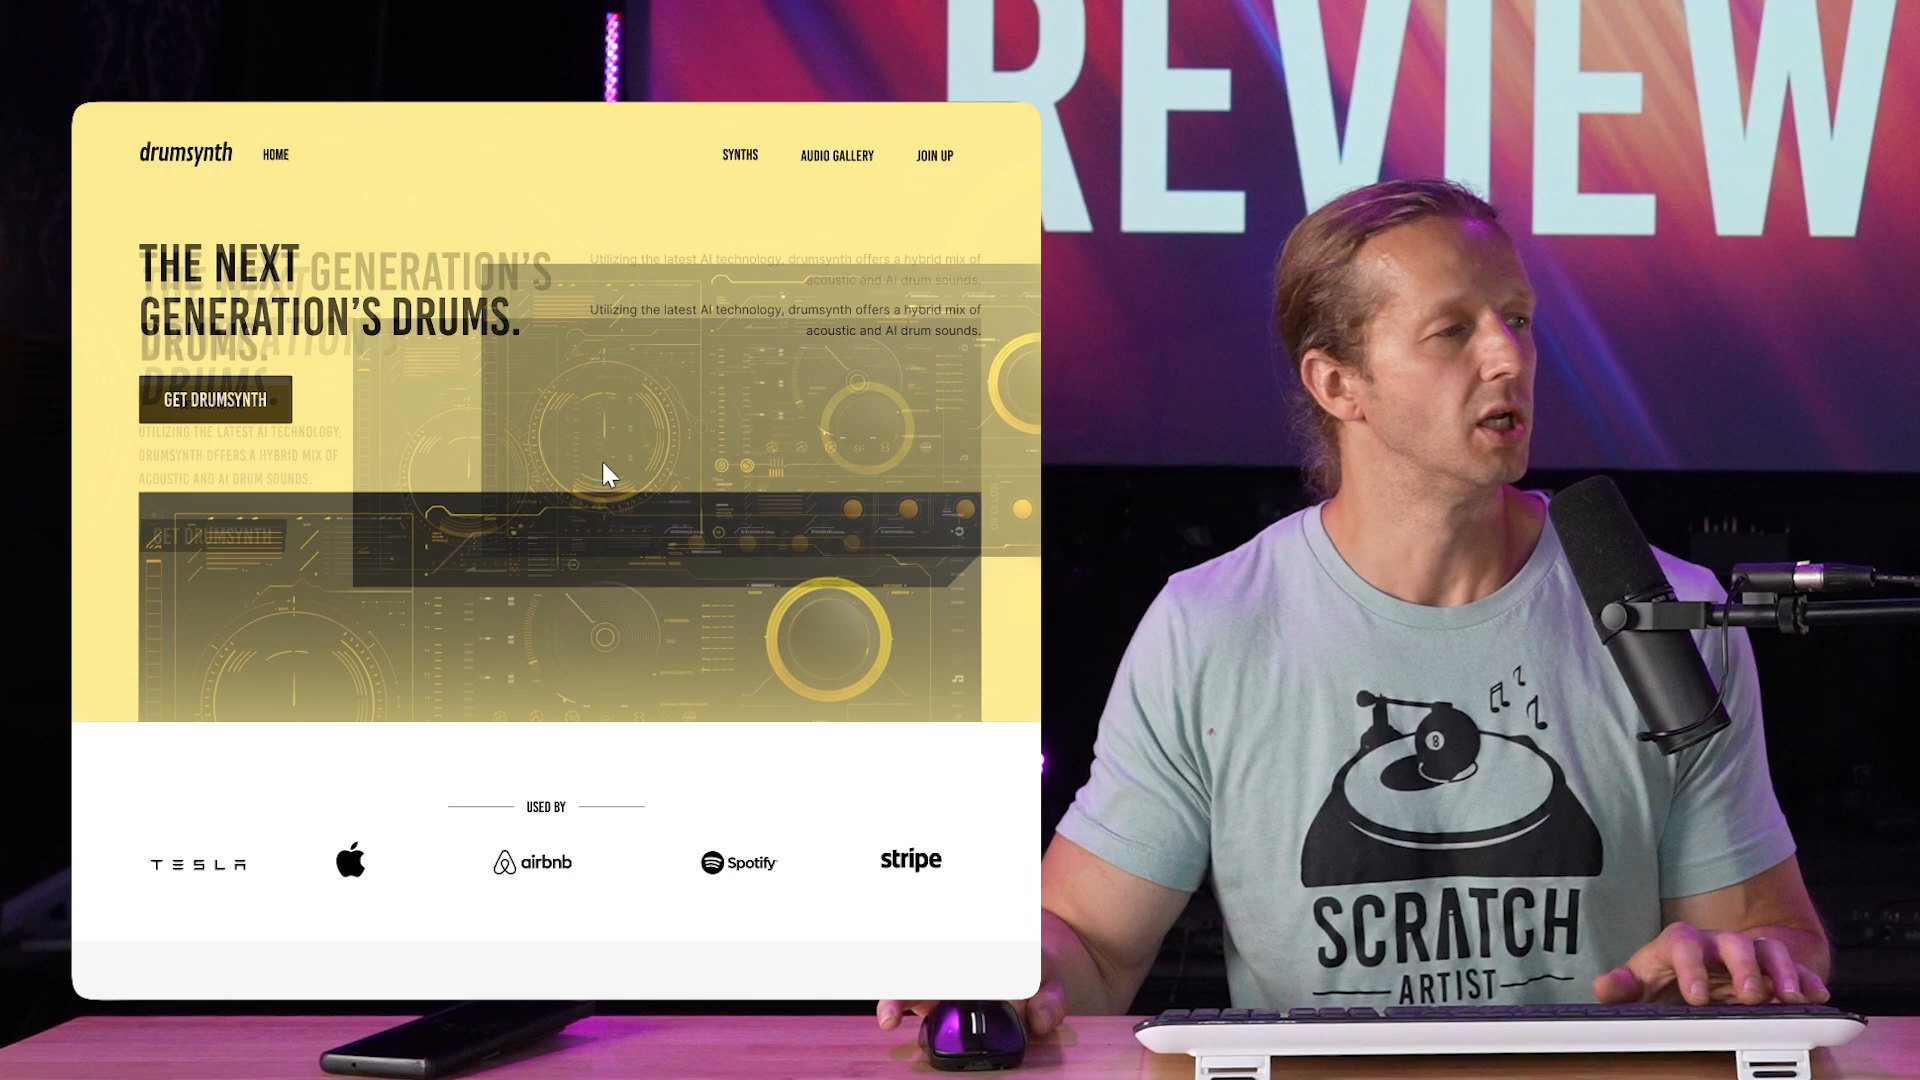 REVIEW
drumsynth HOME SYNTHS AUDIO GALLERY JOIN UP
THE NEXT
GENERATION'S DRUMS.
GENERATION'S
DRUMS.
Utilizing the latest AI technology, drumsynth offers a hybrid mix of
acoustic and AI drum sounds.
Utilizing the latest AI technology, drumsynth offers a hybrid mix of
acoustic and AI drum sounds.
GET DRUMSYNTH
UTILIZING THE LATEST AI TECHNOLOGY,
DRUMSYNTH OFFERS A HYBRID MIX OF
ACOUSTIC AND AI DRUM SOUNDS.
GET DRUMSYNTH
USED BY
TESLA
airbnb
Spotify
stripe
8
SCRATCH
ARTIST